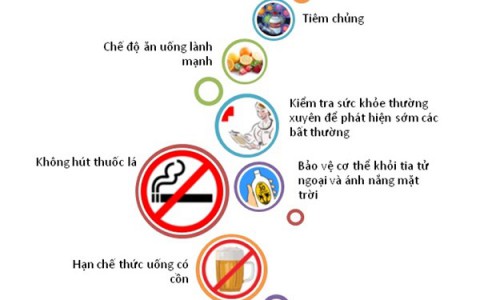 Tiêm chủng
Chế độ ăn uống lành
mạnh
Kiểm tra sức khỏe thường
xuyên để phát hiện sớm các
bất thường
Không hút thuốc lá
Bảo vệ cơ thể khỏi tia tử
ngoại và ánh nắng mặt
trời
Hạn chế thức uống có
cồn